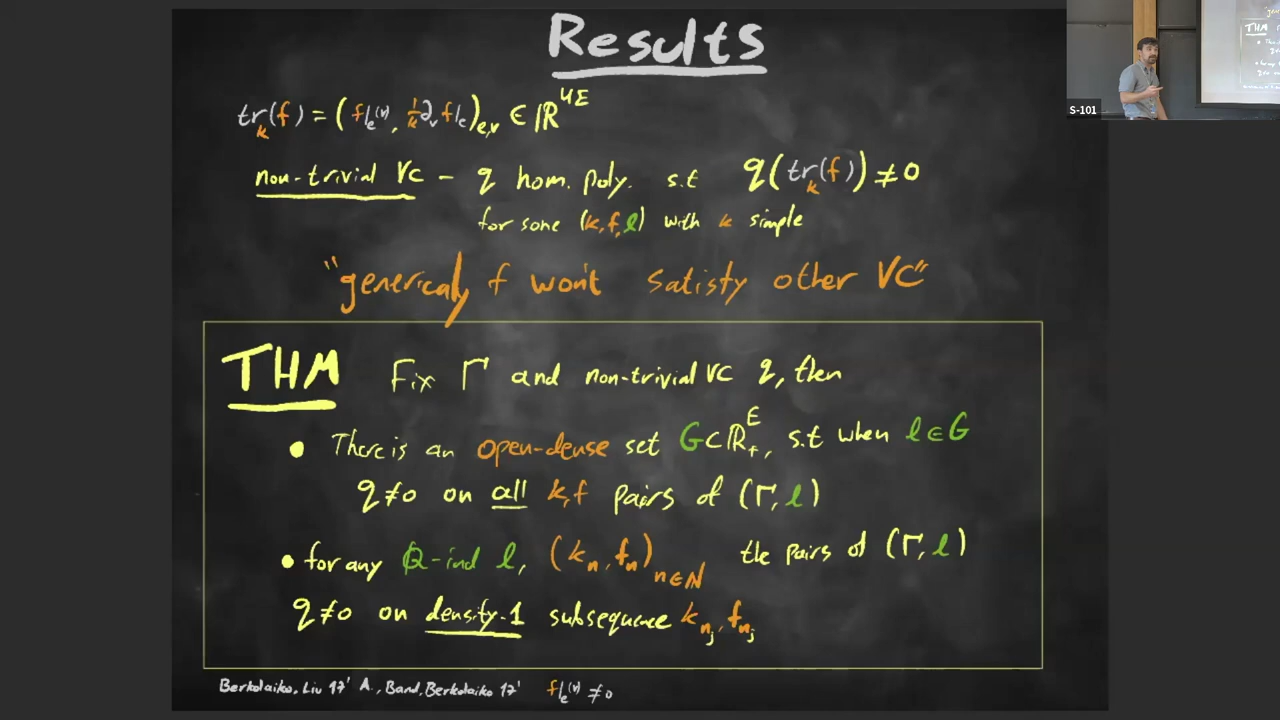 Results
tr_k(f) = (f|_e(v), 1/k ∂_v f|_e)_{e,v} ∈ ℝ^{4E}
non-trivial VC - q hom. poly. s.t q(tr_k(f)) ≠ 0
for some (k,f,l) with k simple
"generically f won't satisfy other VC"
THM Fix Γ and non-trivial VC q, then
• There is an open-dense set G⊂ℝ_+^E, s.t when l∈G
q≠0 on all k,f pairs of (Γ,l)
• for any Q-ind l, (k_n, f_n)_{n∈N} the pairs of (Γ,l)
q≠0 on density-1 subsequence k_{n_j}, f_{n_j}
Berkolaiko, Liu 17' A., Band, Berkolaiko 17' f|_e(v) ≠ 0
S-101
THM